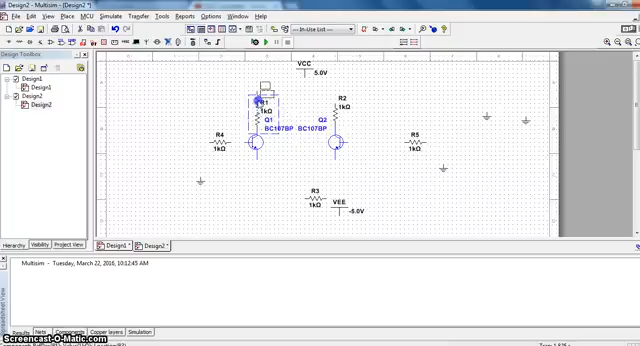 Design2 - Multisim - [Design2 *]
File Edit View Place MCU Simulate Transfer Tools Reports Options Window Help
--- In-Use List ---
Design Toolbox
Design1
Design1
Design2
Design2
VCC
5.0V
R1
1kΩ
R2
1kΩ
Q1
Q2
BC107BP
BC107BP
R4
1kΩ
R5
1kΩ
R3
1kΩ
VEE
-5.0V
Hierarchy Visibility Project View
Design1 * Design2 *
Multisim - Tuesday, March 22, 2016, 10:12:45 AM
Spreadsheet View
Results Nets Components Copper layers Simulation
Screencast-O-Matic.com